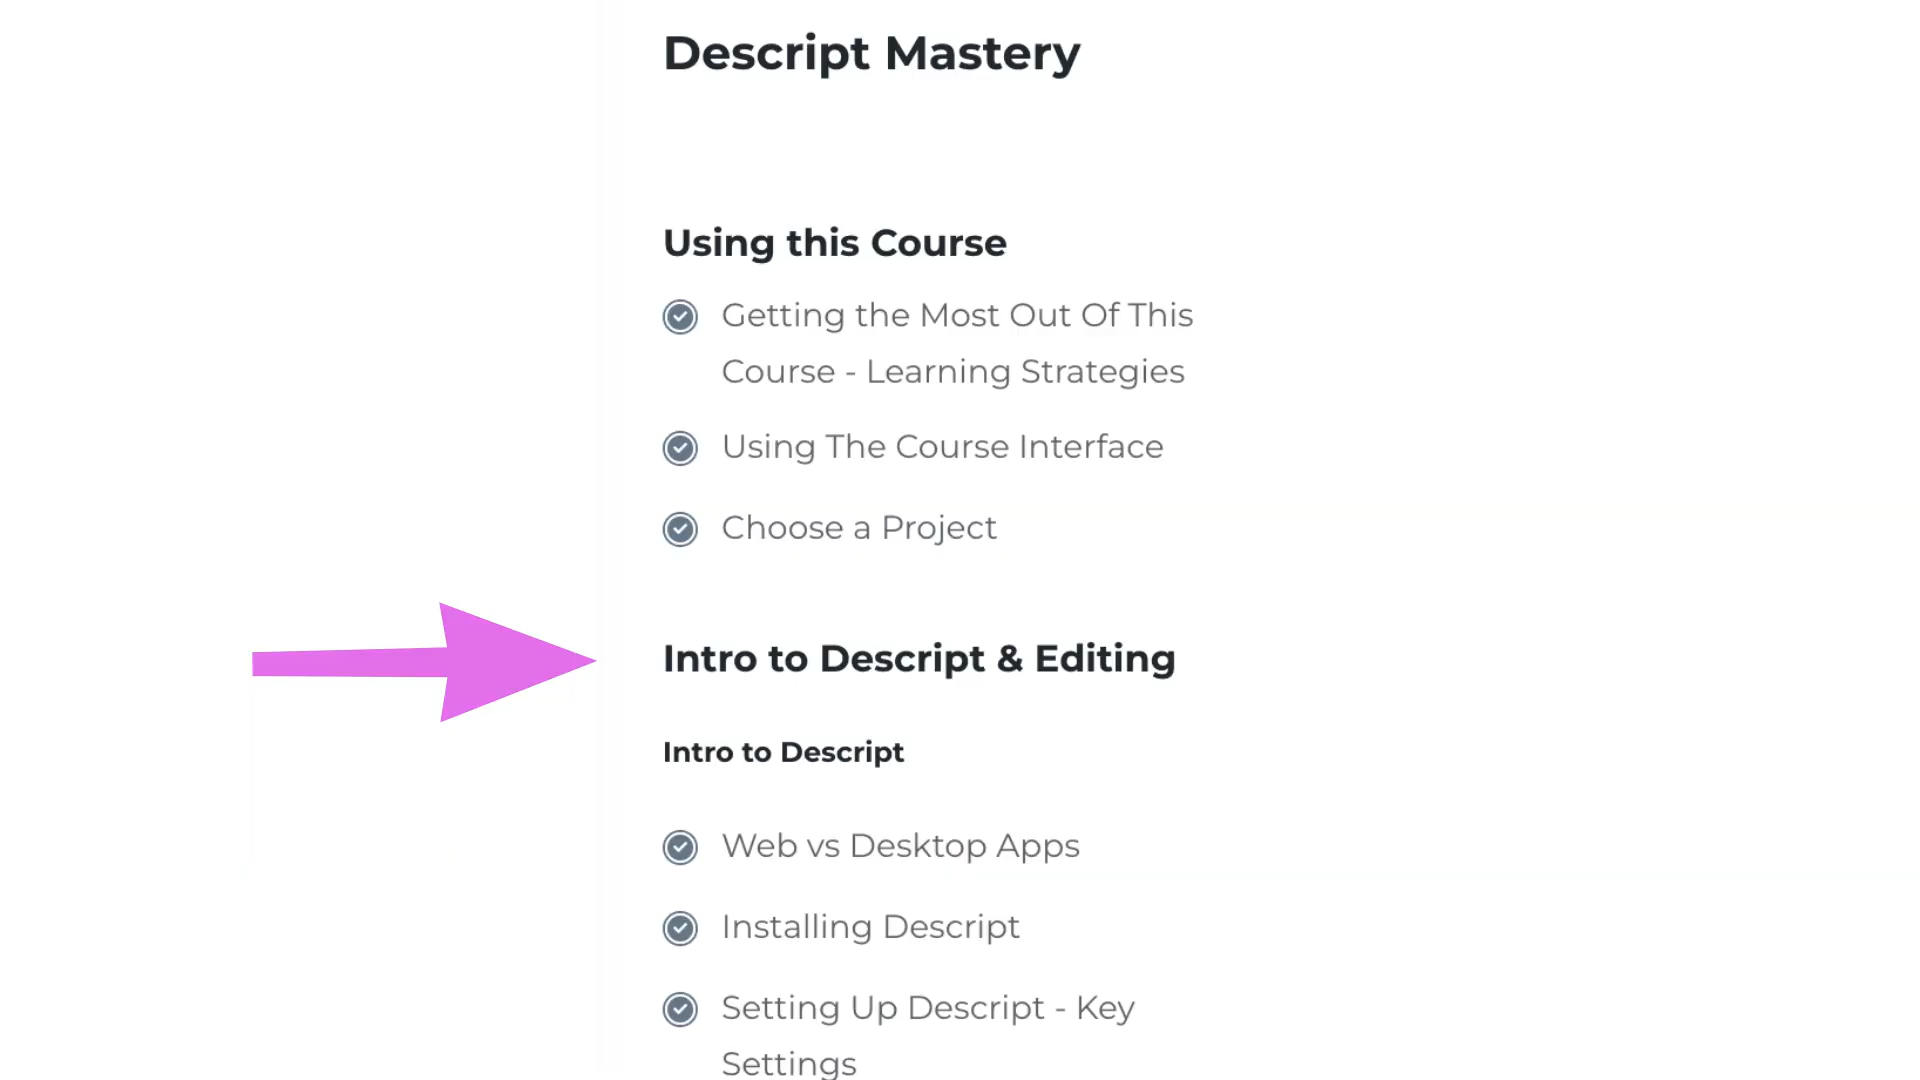 Descript Mastery
Using this Course
Getting the Most Out Of This
Course - Learning Strategies
Using The Course Interface
Choose a Project
Intro to Descript & Editing
Intro to Descript
Web vs Desktop Apps
Installing Descript
Setting Up Descript - Key
Settings